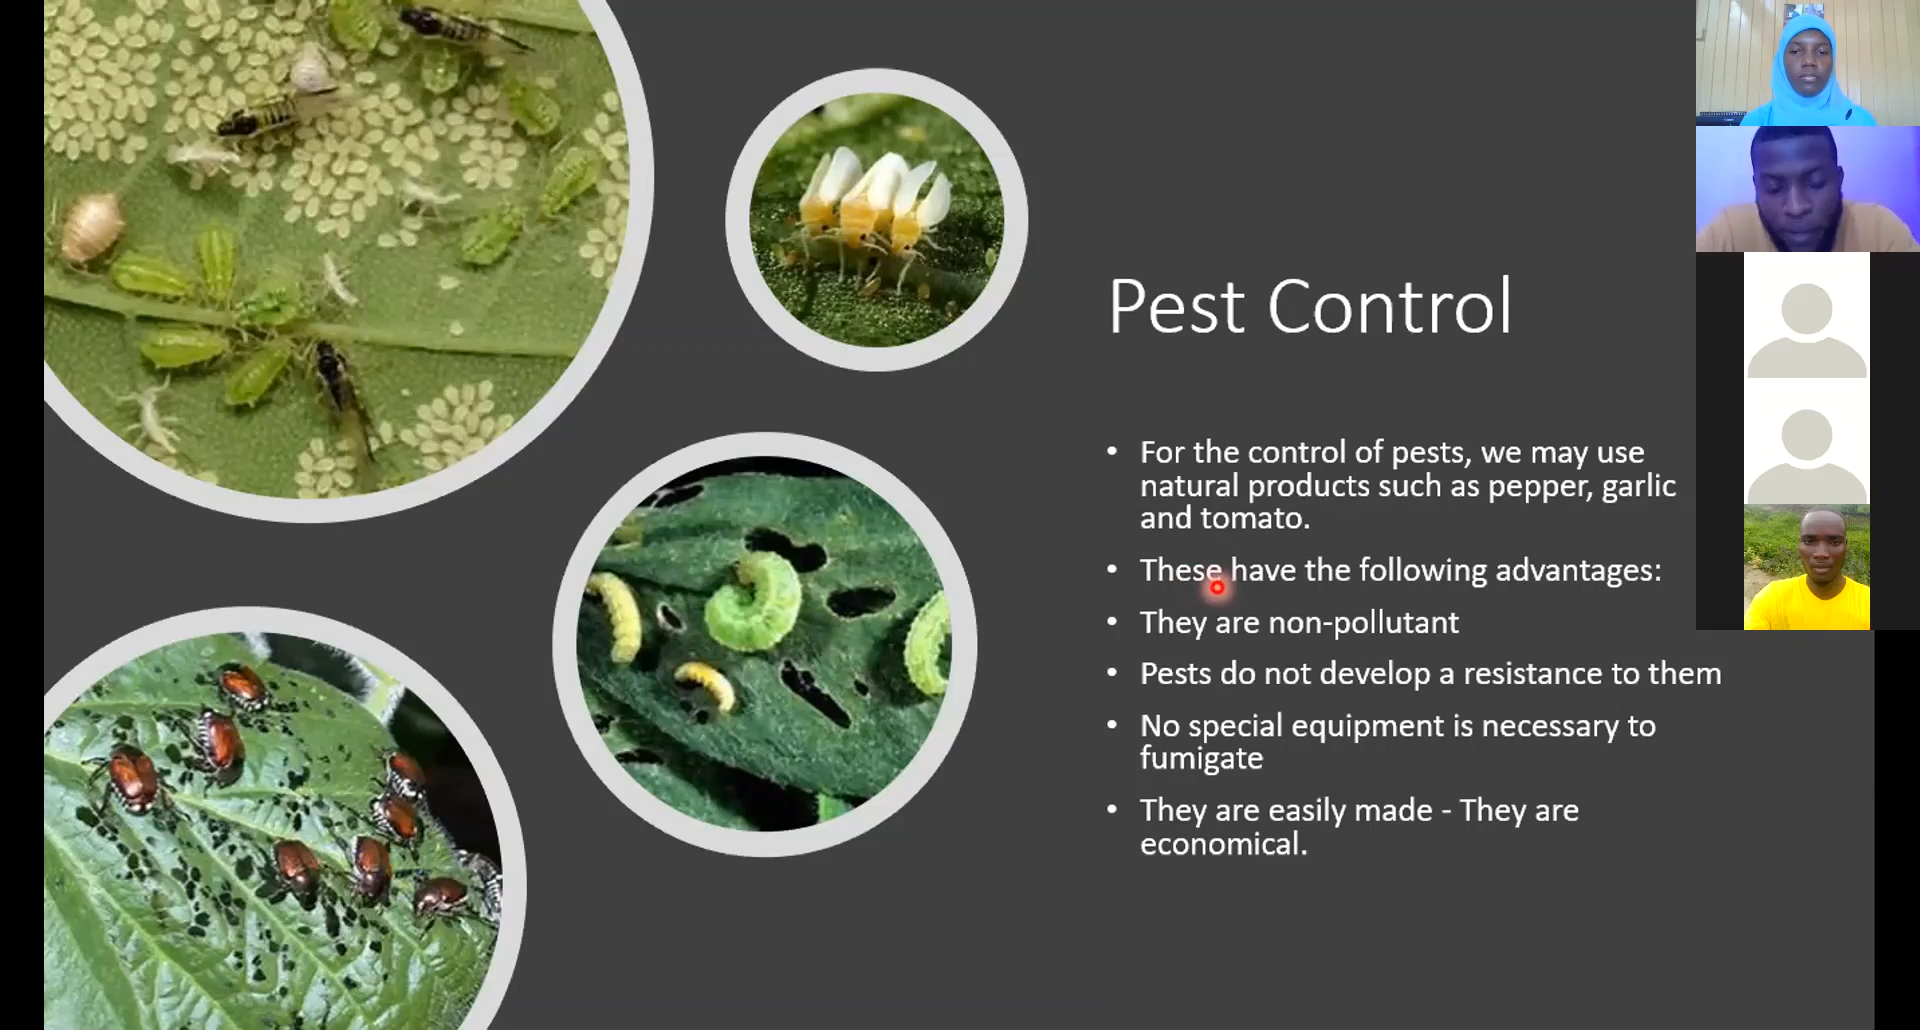 Pest Control
• For the control of pests, we may use
natural products such as pepper, garlic
and tomato.
• These have the following advantages:
• They are non-pollutant
• Pests do not develop a resistance to them
• No special equipment is necessary to
fumigate
• They are easily made - They are
economical.